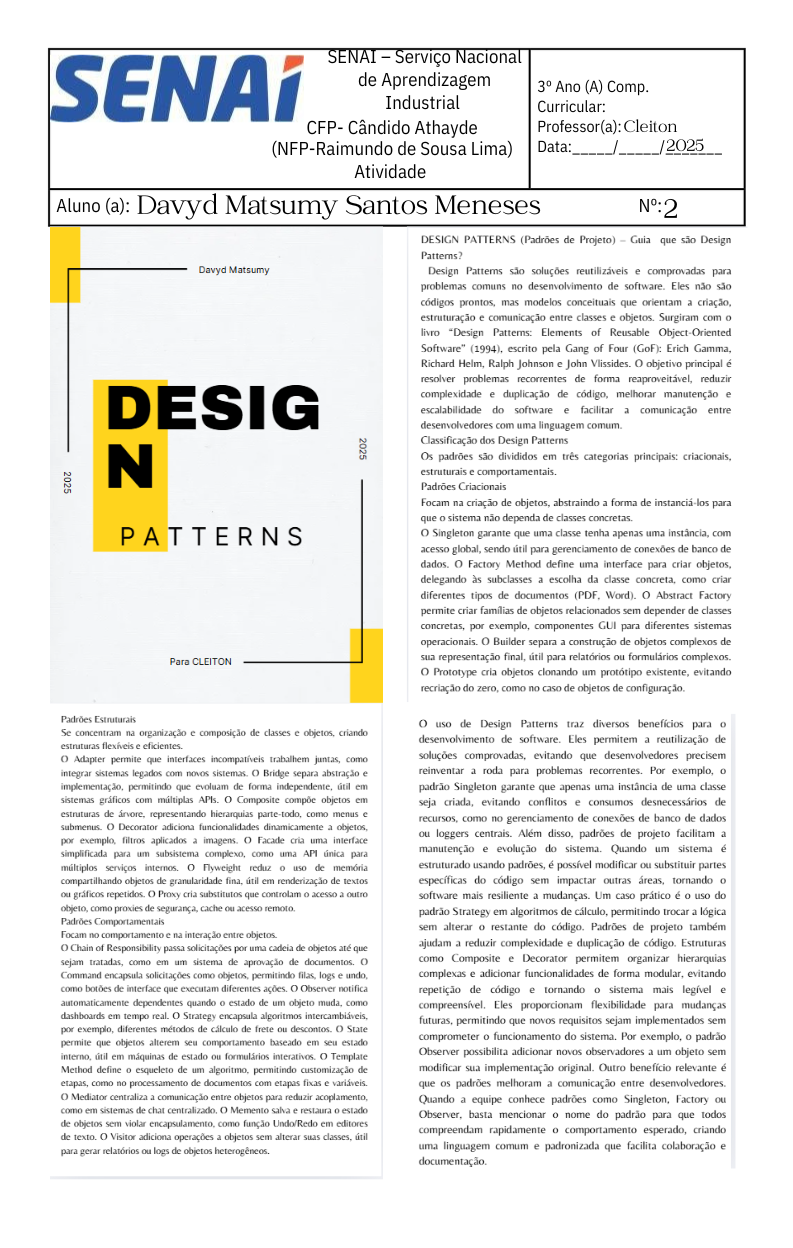 SENAI
SENAI – Serviço Nacional
de Aprendizagem
Industrial
CFP- Cândido Athayde
(NFP-Raimundo de Sousa Lima)
Atividade
3º Ano (A) Comp.
Curricular:
Professor(a): Cleiton
Data:_____/_____/2025___
Aluno (a): Davyd Matsumy Santos Meneses Nº:2
Davyd Matsumy
DESIG
N
PATTERNS
2025
2025
Para CLEITON
DESIGN PATTERNS (Padrões de Projeto) – Guia que são Design
Patterns?
Design Patterns são soluções reutilizáveis e comprovadas para
problemas comuns no desenvolvimento de software. Eles não são
códigos prontos, mas modelos conceituais que orientam a criação,
estruturação e comunicação entre classes e objetos. Surgiram com o
livro “Design Patterns: Elements of Reusable Object-Oriented
Software” (1994), escrito pela Gang of Four (GoF): Erich Gamma,
Richard Helm, Ralph Johnson e John Vlissides. O objetivo principal é
resolver problemas recorrentes de forma reaproveitável, reduzir
complexidade e duplicação de código, melhorar manutenção e
escalabilidade do software e facilitar a comunicação entre
desenvolvedores com uma linguagem comum.
Classificação dos Design Patterns
Os padrões são divididos em três categorias principais: criacionais,
estruturais e comportamentais.
Padrões Criacionais
Focam na criação de objetos, abstraindo a forma de instanciá-los para
que o sistema não dependa de classes concretas.
O Singleton garante que uma classe tenha apenas uma instância, com
acesso global, sendo útil para gerenciamento de conexões de banco de
dados. O Factory Method define uma interface para criar objetos,
delegando às subclasses a escolha da classe concreta, como criar
diferentes tipos de documentos (PDF, Word). O Abstract Factory
permite criar famílias de objetos relacionados sem depender de classes
concretas, por exemplo, componentes GUI para diferentes sistemas
operacionais. O Builder separa a construção de objetos complexos de
sua representação final, útil para relatórios ou formulários complexos.
O Prototype cria objetos clonando um protótipo existente, evitando
recriação do zero, como no caso de objetos de configuração.
Padrões Estruturais
Se concentram na organização e composição de classes e objetos, criando
estruturas flexíveis e eficientes.
O Adapter permite que interfaces incompatíveis trabalhem juntas, como
integrar sistemas legados com novos sistemas. O Bridge separa abstração e
implementação, permitindo que evoluam de forma independente, útil em
sistemas gráficos com múltiplas APIs. O Composite compõe objetos em
estruturas de árvore, representando hierarquias parte-todo, como menus e
submenus. O Decorator adiciona funcionalidades dinamicamente a objetos,
por exemplo, filtros aplicados a imagens. O Facade cria uma interface
simplificada para um subsistema complexo, como uma API única para
múltiplos serviços internos. O Flyweight reduz o uso de memória
compartilhando objetos de granularidade fina, útil em renderização de textos
ou gráficos repetidos. O Proxy cria substitutos que controlam o acesso a outro
objeto, como proxies de segurança, cache ou acesso remoto.
Padrões Comportamentais
Focam no comportamento e na interação entre objetos.
O Chain of Responsibility passa solicitações por uma cadeia de objetos até que
sejam tratadas, como em um sistema de aprovação de documentos. O
Command encapsula solicitações como objetos, permitindo filas, logs e undo,
como botões de interface que executam diferentes ações. O Observer notifica
automaticamente dependentes quando o estado de um objeto muda, como
dashboards em tempo real. O Strategy encapsula algoritmos intercambiáveis,
por exemplo, diferentes métodos de cálculo de frete ou descontos. O State
permite que objetos alterem seu comportamento baseado em seu estado
interno, útil em máquinas de estado ou formulários interativos. O Template
Method define o esqueleto de um algoritmo, permitindo customização de
etapas, como no processamento de documentos com etapas fixas e variáveis.
O Mediator centraliza a comunicação entre objetos para reduzir acoplamento,
como em sistemas de chat centralizado. O Memento salva e restaura o estado
de objetos sem violar encapsulamento, como função Undo/Redo em editores
de texto. O Visitor adiciona operações a objetos sem alterar suas classes, útil
para gerar relatórios ou logs de objetos heterogêneos.
O uso de Design Patterns traz diversos benefícios para o
desenvolvimento de software. Eles permitem a reutilização de
soluções comprovadas, evitando que desenvolvedores precisem
reinventar a roda para problemas recorrentes. Por exemplo, o
padrão Singleton garante que apenas uma instância de uma classe
seja criada, evitando conflitos e consumos desnecessários de
recursos, como no gerenciamento de conexões de banco de dados
ou loggers centrais. Além disso, padrões de projeto facilitam a
manutenção e evolução do sistema. Quando um sistema é
estruturado usando padrões, é possível modificar ou substituir partes
específicas do código sem impactar outras áreas, tornando o
software mais resiliente a mudanças. Um caso prático é o uso do
padrão Strategy em algoritmos de cálculo, permitindo trocar a lógica
sem alterar o restante do código. Padrões de projeto também
ajudam a reduzir complexidade e duplicação de código. Estruturas
como Composite e Decorator permitem organizar hierarquias
complexas e adicionar funcionalidades de forma modular, evitando
repetição de código e tornando o sistema mais legível e
compreensível. Eles proporcionam flexibilidade para mudanças
futuras, permitindo que novos requisitos sejam implementados sem
comprometer o funcionamento do sistema. Por exemplo, o padrão
Observer possibilita adicionar novos observadores a um objeto sem
modificar sua implementação original. Outro benefício relevante é
que os padrões melhoram a comunicação entre desenvolvedores.
Quando a equipe conhece padrões como Singleton, Factory ou
Observer, basta mencionar o nome do padrão para que todos
compreendam rapidamente o comportamento esperado, criando
uma linguagem comum e padronizada que facilita colaboração e
documentação.